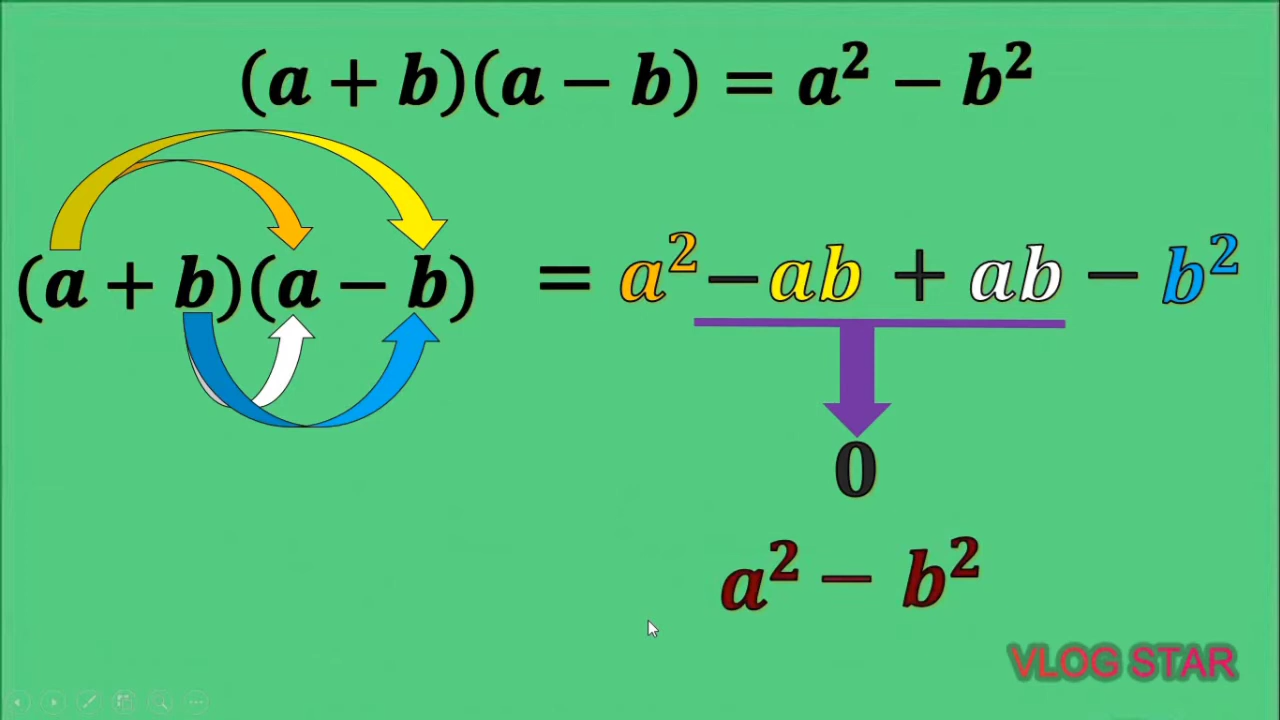 (a + b)(a − b) = a² − b²
(a + b)(a − b) = a² − ab + ab − b²
0
a² − b²
VLOG STAR